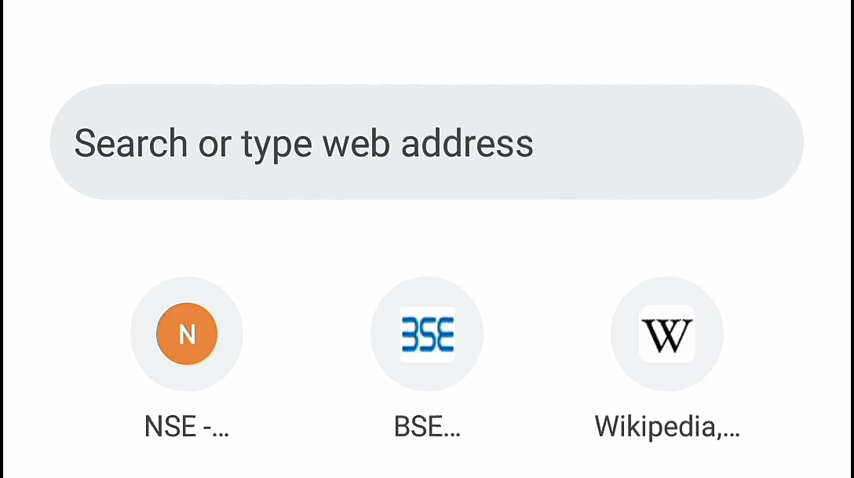 Search or type web address
N
BSE
W
NSE -...
BSE...
Wikipedia,...